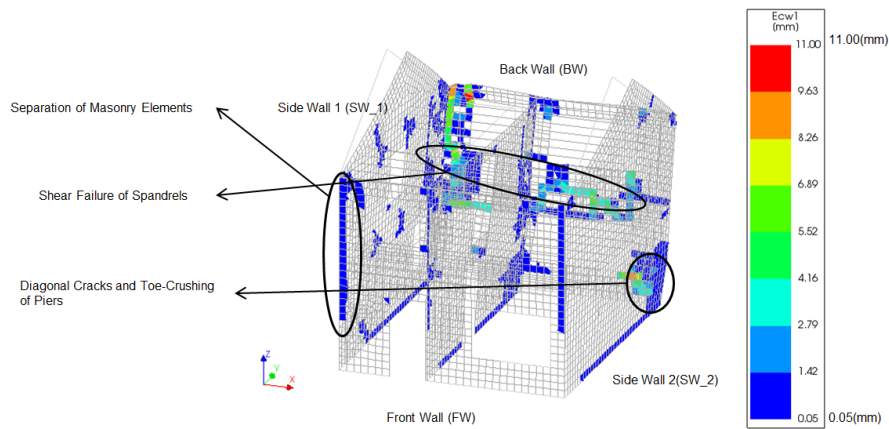 Ecw1
(mm)
11.00
11.00(mm)
9.63
8.26
6.89
5.52
4.16
2.79
1.42
0.05
0.05(mm)
Back Wall (BW)
Separation of Masonry Elements
Side Wall 1 (SW_1)
Shear Failure of Spandrels
Diagonal Cracks and Toe-Crushing
of Piers
Z
Y
X
Side Wall 2(SW_2)
Front Wall (FW)